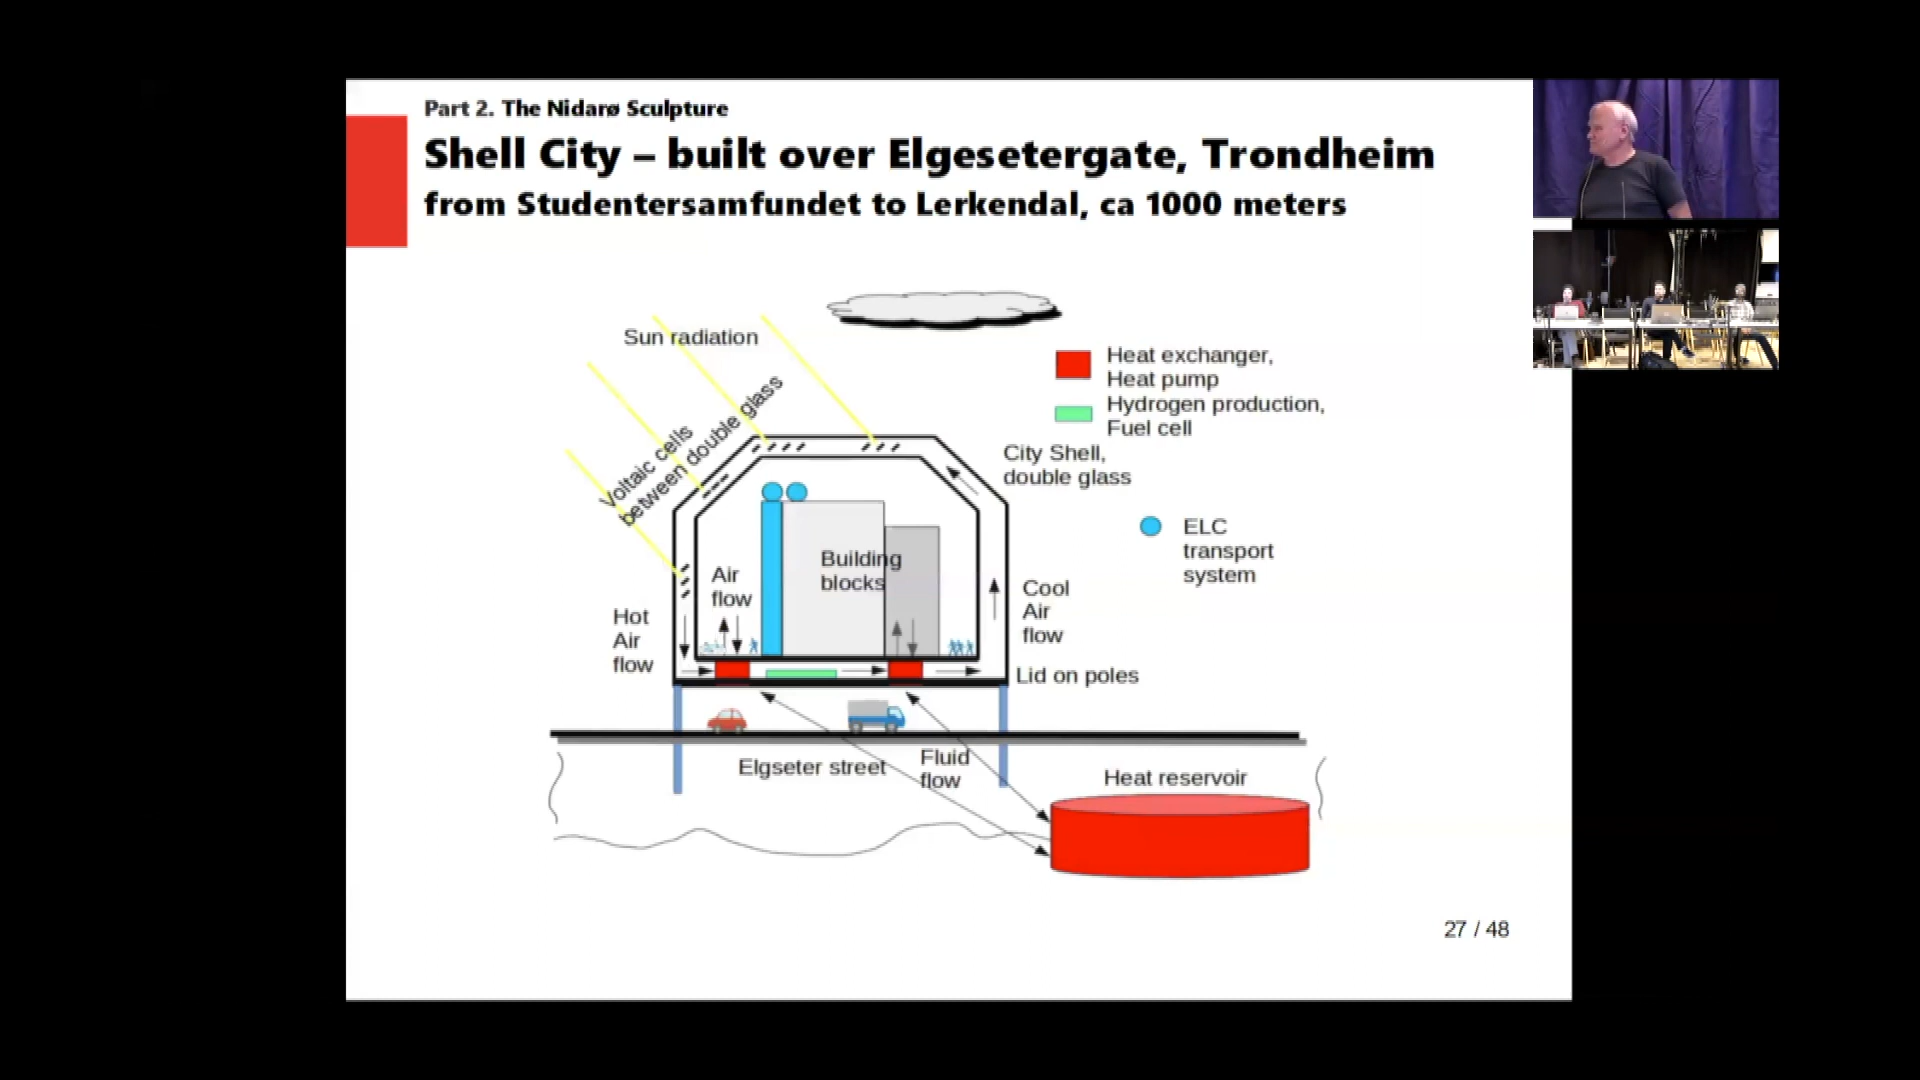 Part 2. The Nidarø Sculpture
Shell City – built over Elgesetergate, Trondheim
from Studentersamfundet to Lerkendal, ca 1000 meters
Sun radiation
Voltaic cells
between double glass
Heat exchanger,
Heat pump
Hydrogen production,
Fuel cell
City Shell,
double glass
ELC
transport
system
Building
blocks
Air
flow
Hot
Air
flow
Cool
Air
flow
Lid on poles
Elgseter street
Fluid
flow
Heat reservoir
27 / 48